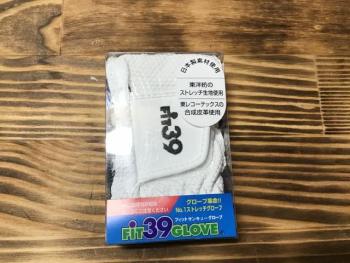 日本製素材使用
東洋紡の
ストレッチ生地使用
東レコーテックスの
合成皮革使用
FiT39
グローブ革命!!
No.1ストレッチグローブ
FiT39GLOVE
フィットサンキューグローブ